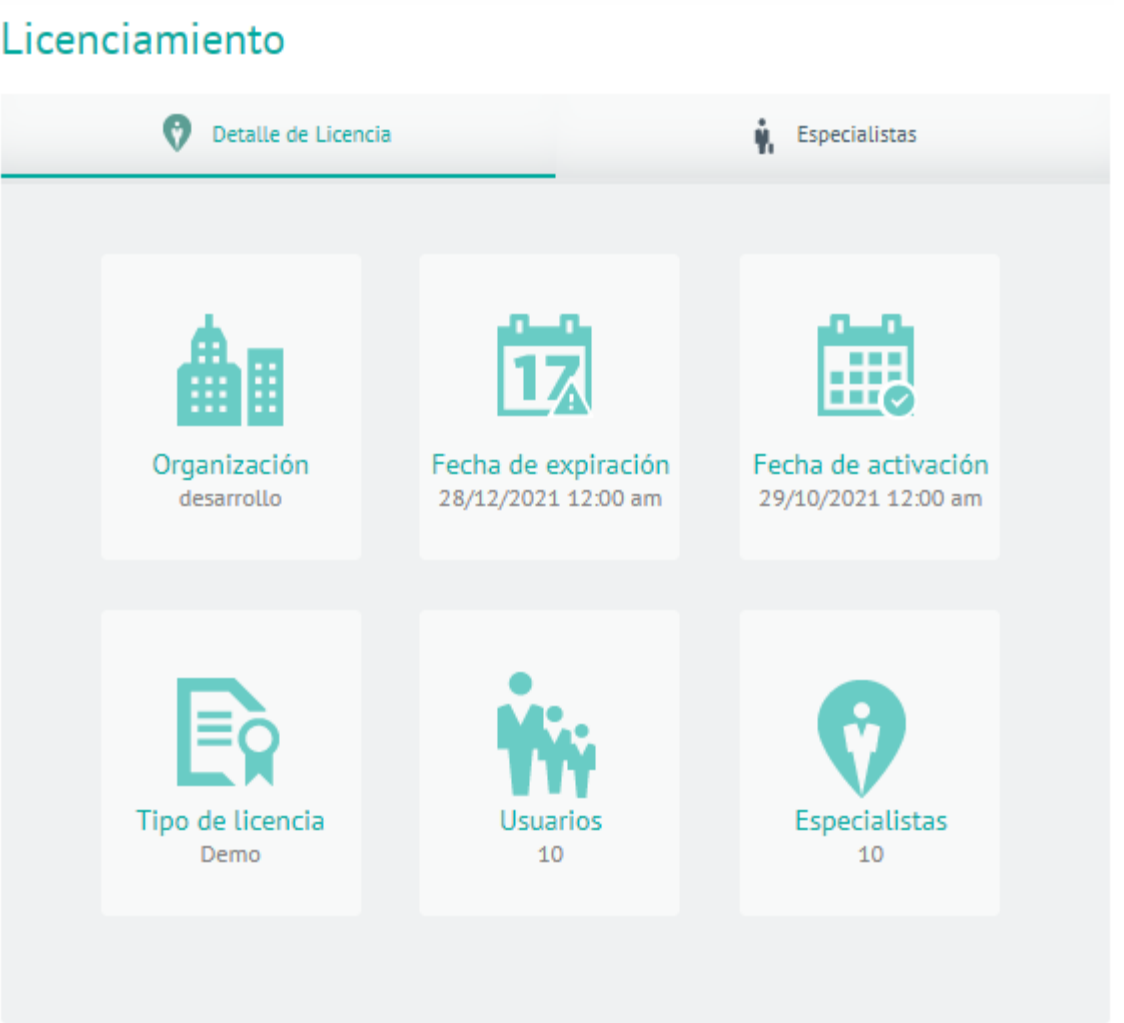 Licenciamiento
Detalle de Licencia
Especialistas
17
Organización
desarrollo
Fecha de expiración
28/12/2021 12:00 am
Fecha de activación
29/10/2021 12:00 am
Tipo de licencia
Demo
Usuarios
10
Especialistas
10